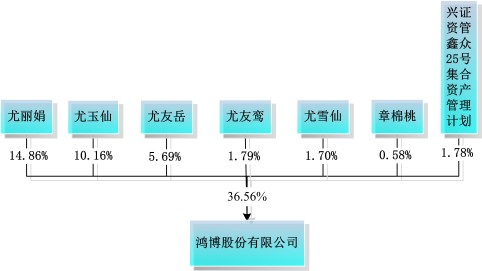 兴证
资管
鑫众
25号
集合
资产
管理
计划
尤丽娟
尤玉仙
尤友岳
尤友鸾
尤雪仙
章棉桃
14.86%
10.16%
5.69%
1.79%
1.70%
0.58%
1.78%
36.56%
鸿博股份有限公司